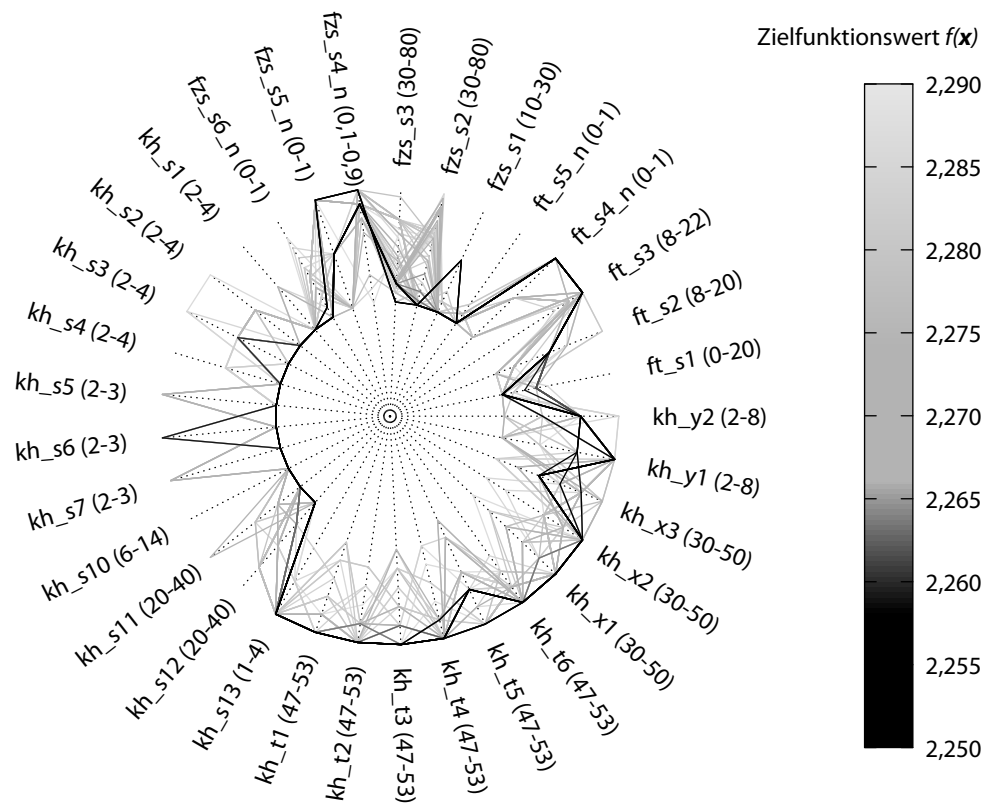 Zielfunktionswert f(x)
2,290
2,285
2,280
2,275
2,270
2,265
2,260
2,255
2,250
fzs_s4_n (0,1-0,9)
fzs_s3 (30-80)
fzs_s2 (30-80)
fzs_s1 (10-30)
ft_s5_n (0-1)
ft_s4_n (0-1)
ft_s3 (8-22)
ft_s2 (8-20)
ft_s1 (0-20)
kh_y2 (2-8)
kh_y1 (2-8)
kh_x3 (30-50)
kh_x2 (30-50)
kh_x1 (30-50)
kh_t6 (47-53)
kh_t5 (47-53)
kh_t4 (47-53)
kh_t3 (47-53)
kh_t2 (47-53)
kh_t1 (47-53)
kh_s13 (1-4)
kh_s12 (20-40)
kh_s11 (20-40)
kh_s10 (6-14)
kh_s7 (2-3)
kh_s6 (2-3)
kh_s5 (2-3)
kh_s4 (2-4)
kh_s3 (2-4)
kh_s2 (2-4)
kh_s1 (2-4)
fzs_s6_n (0-1)
fzs_s5_n (0-1)